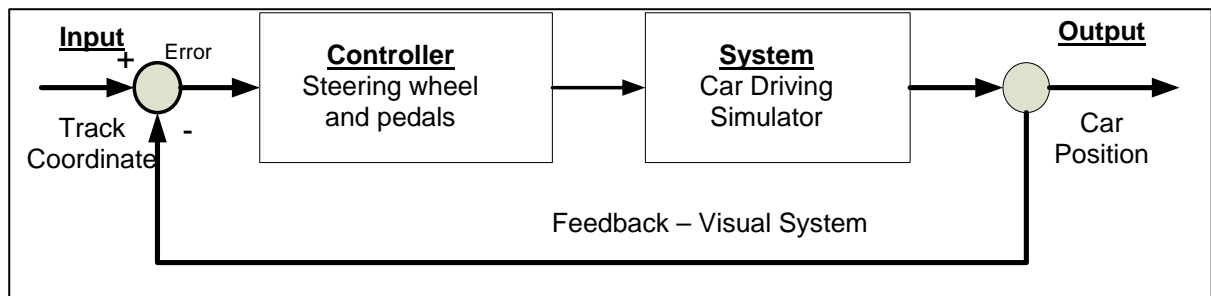 Input
+
Error
Track
Coordinate
-
Controller
Steering wheel
and pedals
System
Car Driving
Simulator
Output
Car
Position
Feedback – Visual System